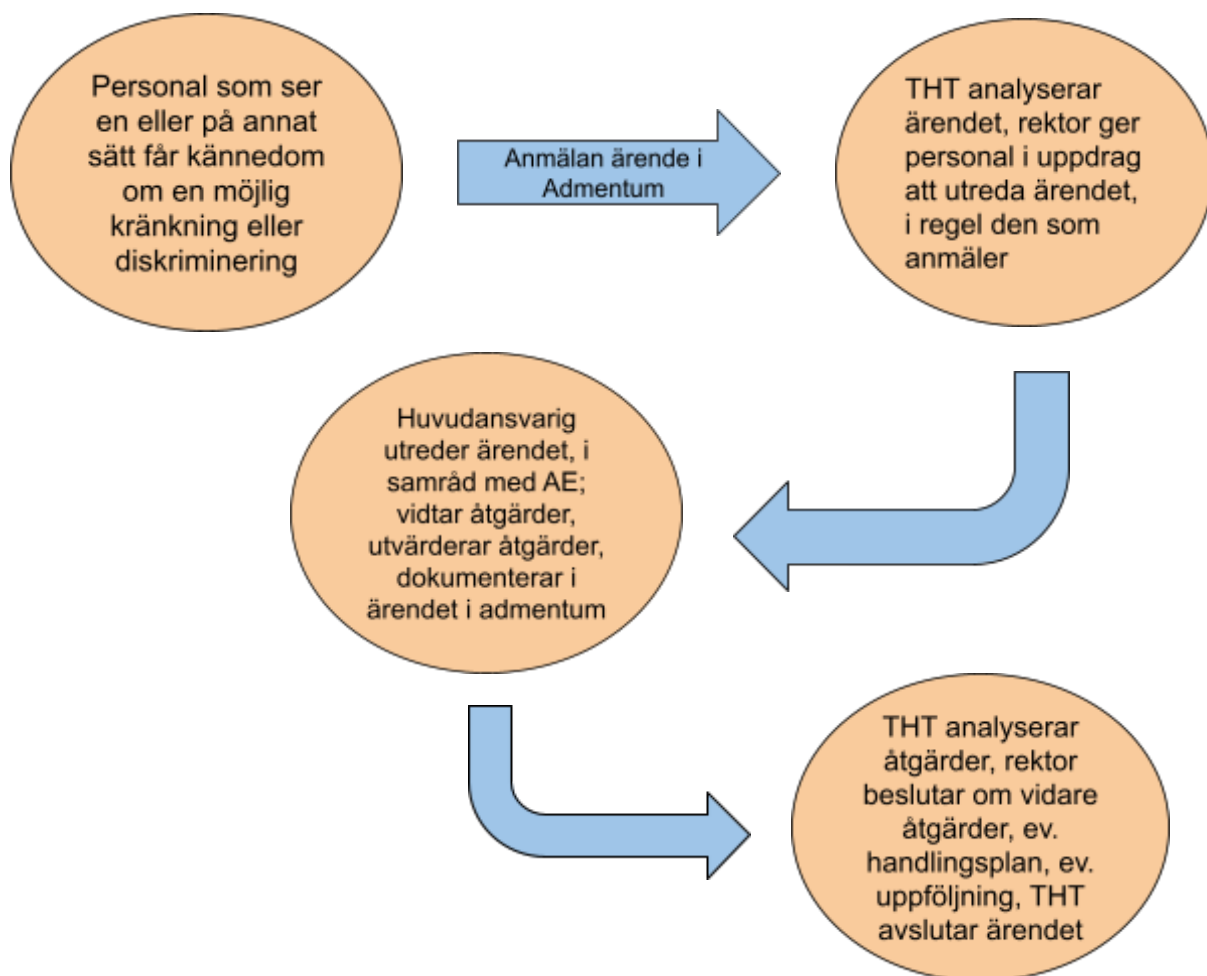 Personal som ser
en eller på annat
sätt får kännedom
om en möjlig
kränkning eller
diskriminering
Anmälan ärende i
Admentum
THT analyserar
ärendet, rektor ger
personal i uppdrag
att utreda ärendet,
i regel den som
anmäler
Huvudansvarig
utreder ärendet, i
samråd med AE;
vidtar åtgärder,
utvärderar åtgärder,
dokumenterar i
ärendet i admentum
THT analyserar
åtgärder, rektor
beslutar om vidare
åtgärder, ev.
handlingsplan, ev.
uppföljning, THT
avslutar ärendet